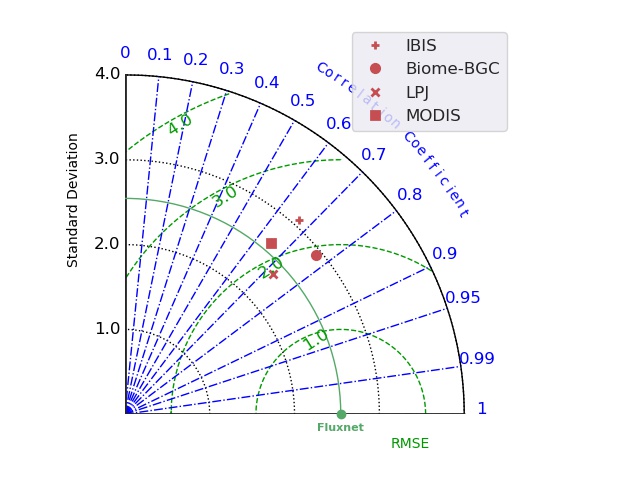 IBIS
Biome-BGC
LPJ
MODIS
Correlation Coefficient
0
0.1
0.2
0.3
0.4
0.5
0.6
0.7
0.8
0.9
0.95
0.99
1
4.0
3.0
2.0
1.0
Standard Deviation
4.0
3.0
2.0
1.0
Fluxnet
RMSE